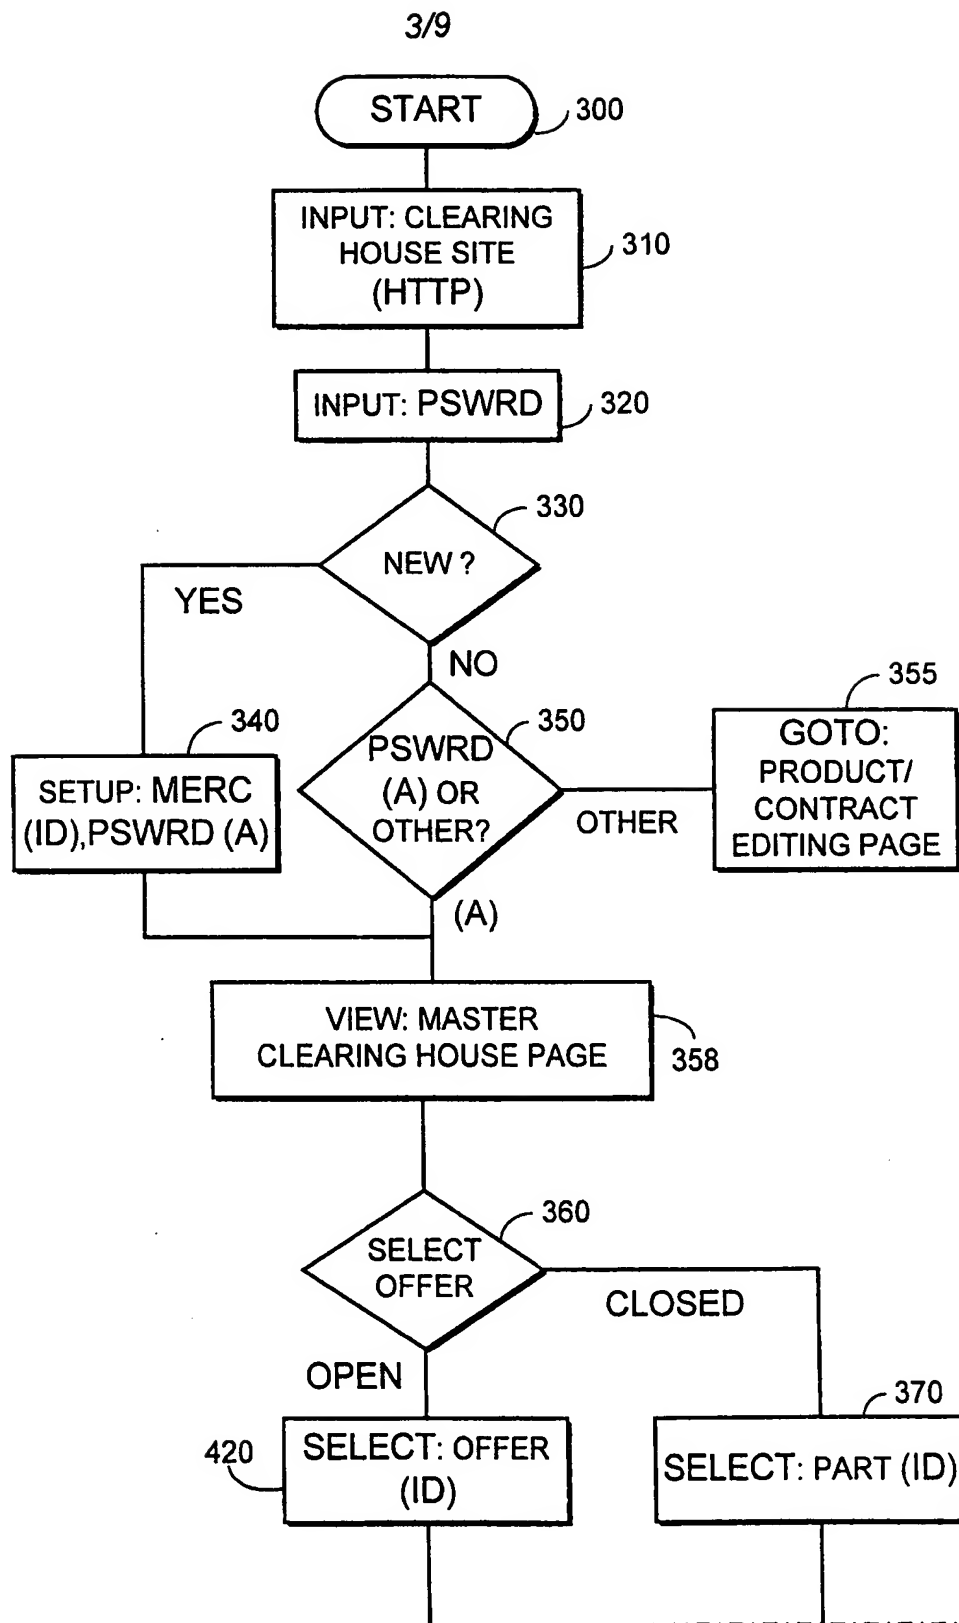 3/9
START
300
INPUT: CLEARING
HOUSE SITE
(HTTP)
310
INPUT: PSWRD
320
330
NEW ?
YES
NO
340
SETUP: MERC
(ID),PSWRD (A)
350
PSWRD
(A) OR
OTHER?
OTHER
355
GOTO:
PRODUCT/
CONTRACT
EDITING PAGE
(A)
VIEW: MASTER
CLEARING HOUSE PAGE
358
360
SELECT
OFFER
CLOSED
OPEN
420
SELECT: OFFER
(ID)
370
SELECT: PART (ID)